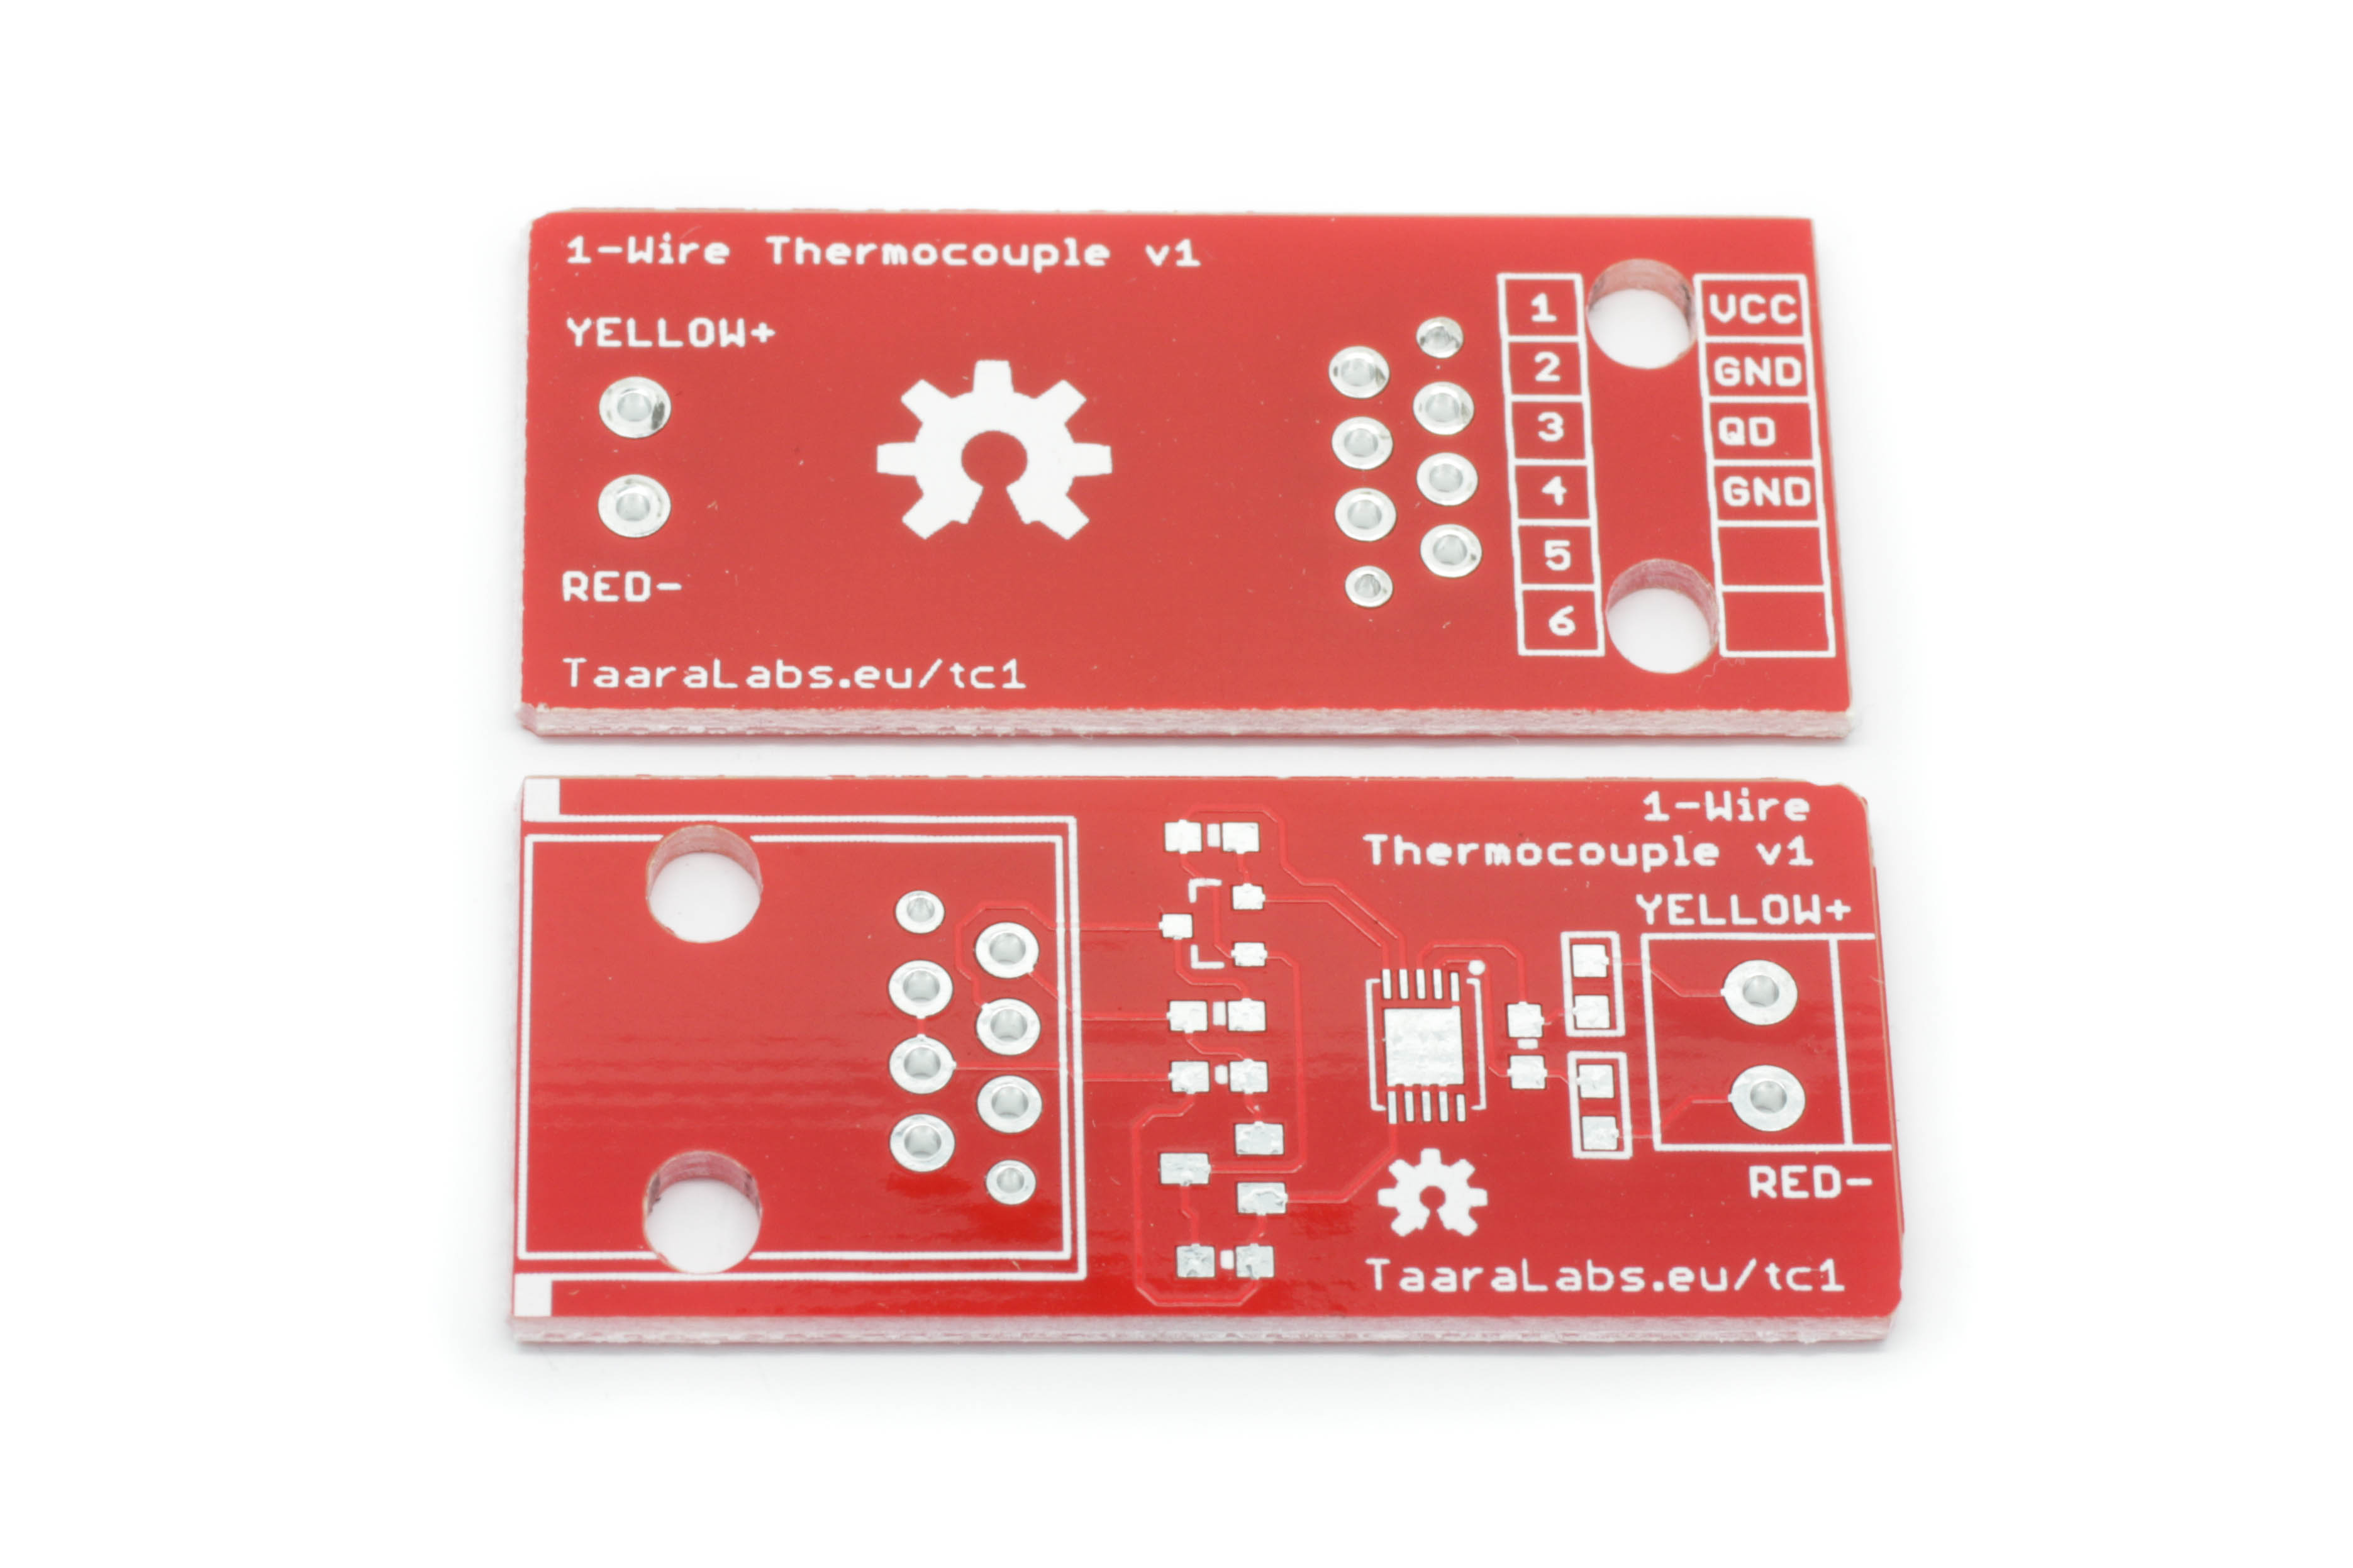 1-Wire Thermocouple v1
YELLOW+
RED-
TaaraLabs.eu/tc1
1 VCC
2 GND
3 QD
4 GND
5
6
1-Wire
Thermocouple v1
YELLOW+
RED-
TaaraLabs.eu/tc1